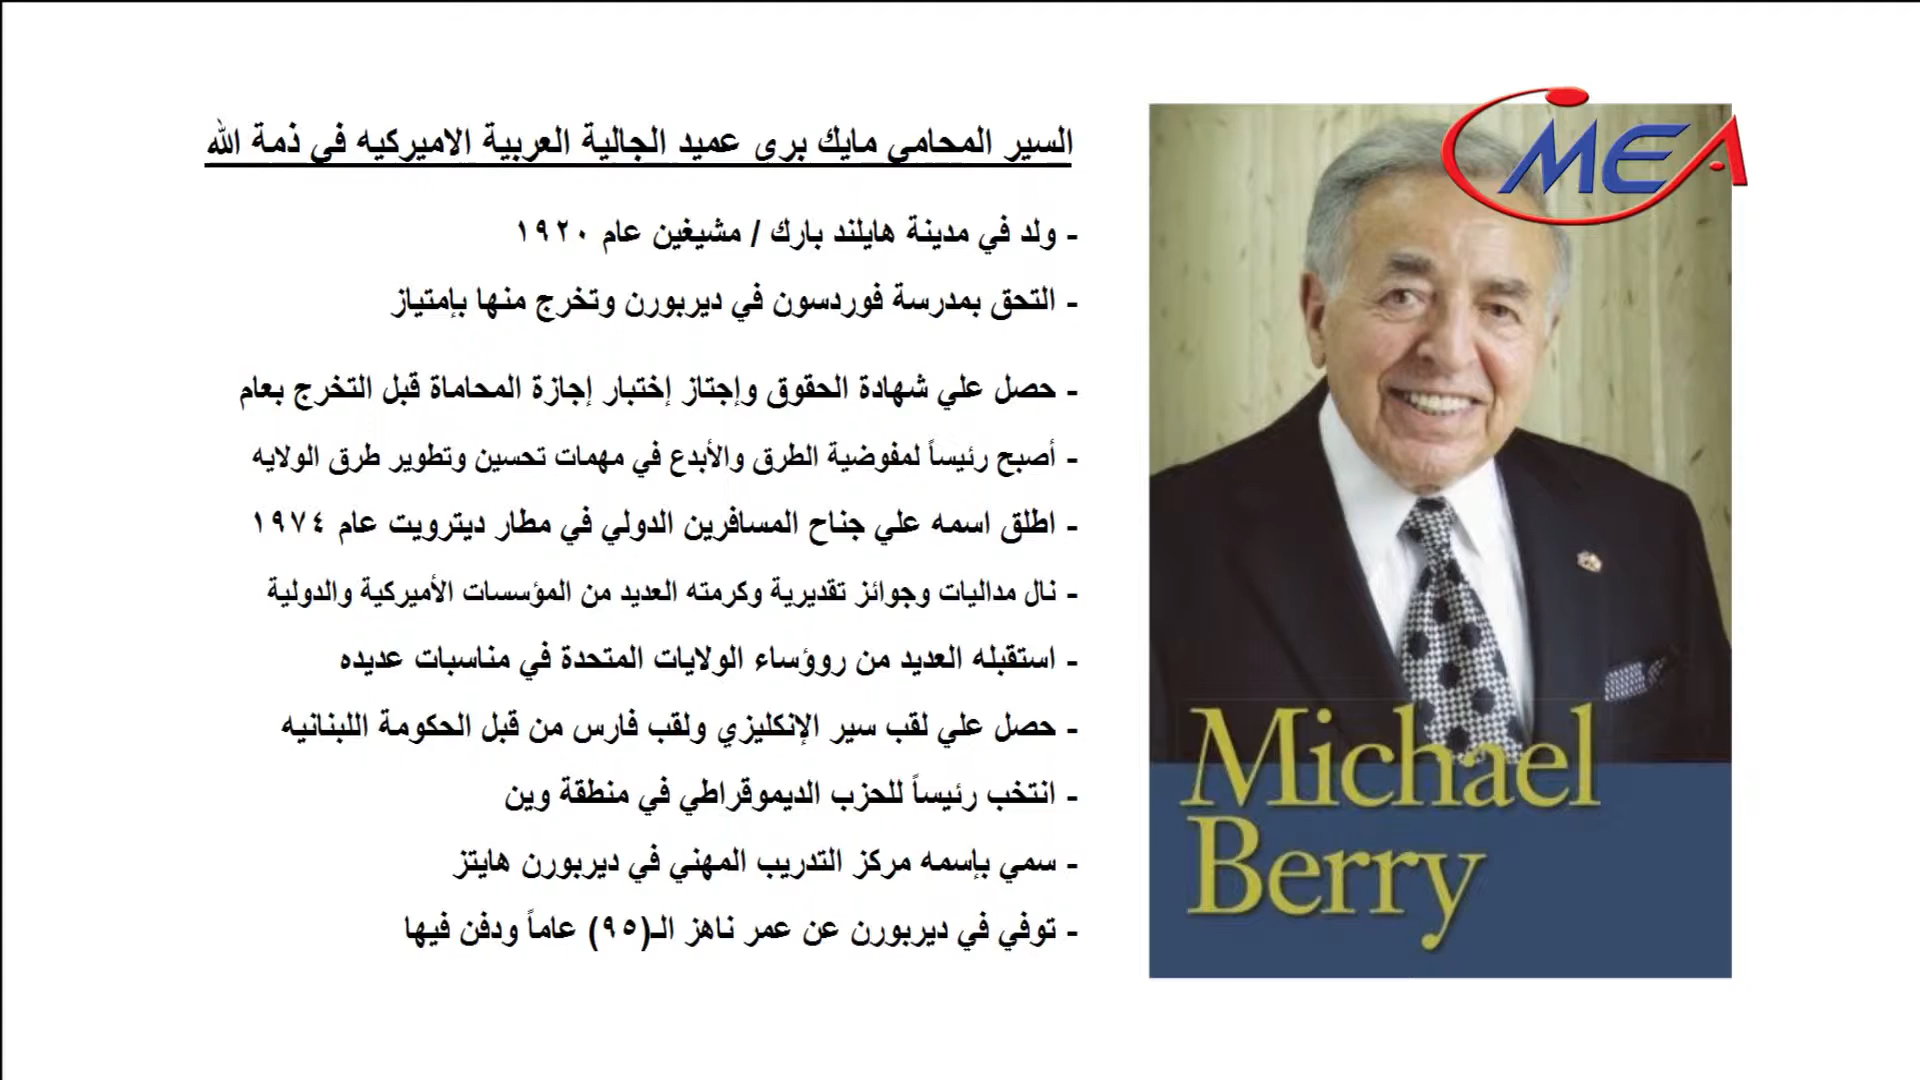 السير المحامي مايك بري عميد الجالية العربية الاميركيه في ذمة الله
- ولد في مدينة هايلند بارك / مشيغين عام ١٩٢٠
- التحق بمدرسة فوردسون في ديربورن وتخرج منها بإمتياز
- حصل علي شهادة الحقوق وإجتاز إختبار إجازة المحاماة قبل التخرج بعام
- أصبح رئيساً لمفوضية الطرق والأبدع في مهمات تحسين وتطوير طرق الولايه
- اطلق اسمه علي جناح المسافرين الدولي في مطار ديترويت عام ١٩٧٤
- نال مداليات وجوائز تقديرية وكرمته العديد من المؤسسات الأميركية والدولية
- استقبله العديد من روؤساء الولايات المتحدة في مناسبات عديده
- حصل علي لقب سير الإنكليزي ولقب فارس من قبل الحكومة اللبنانيه
- انتخب رئيساً للحزب الديموقراطي في منطقة وين
- سمي بإسمه مركز التدريب المهني في ديربورن هايتز
- توفي في ديربورن عن عمر ناهز الـ(٩٥) عاماً ودفن فيها
MEA
Michael
Berry